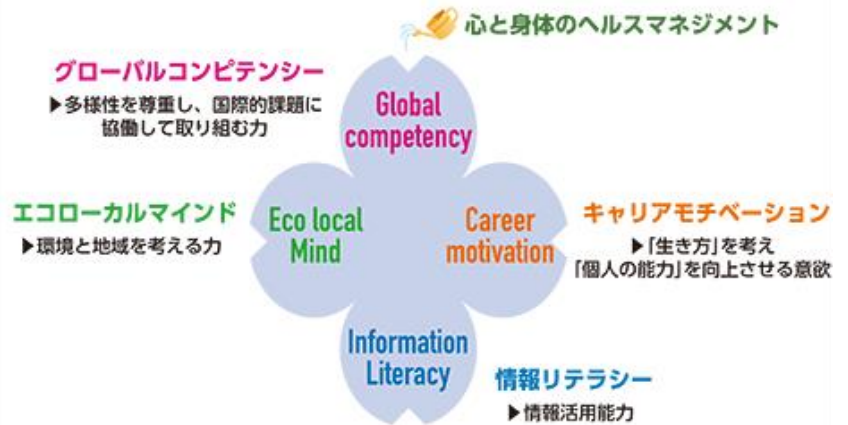 心と身体のヘルスマネジメント
グローバルコンピテンシー
▶多様性を尊重し、国際的課題に
協働して取り組む力
Global
competency
エコローカルマインド
▶環境と地域を考える力
Eco local
Mind
Career
motivation
キャリアモチベーション
▶「生き方」を考え
「個人の能力」を向上させる意欲
Information
Literacy
情報リテラシー
▶情報活用能力